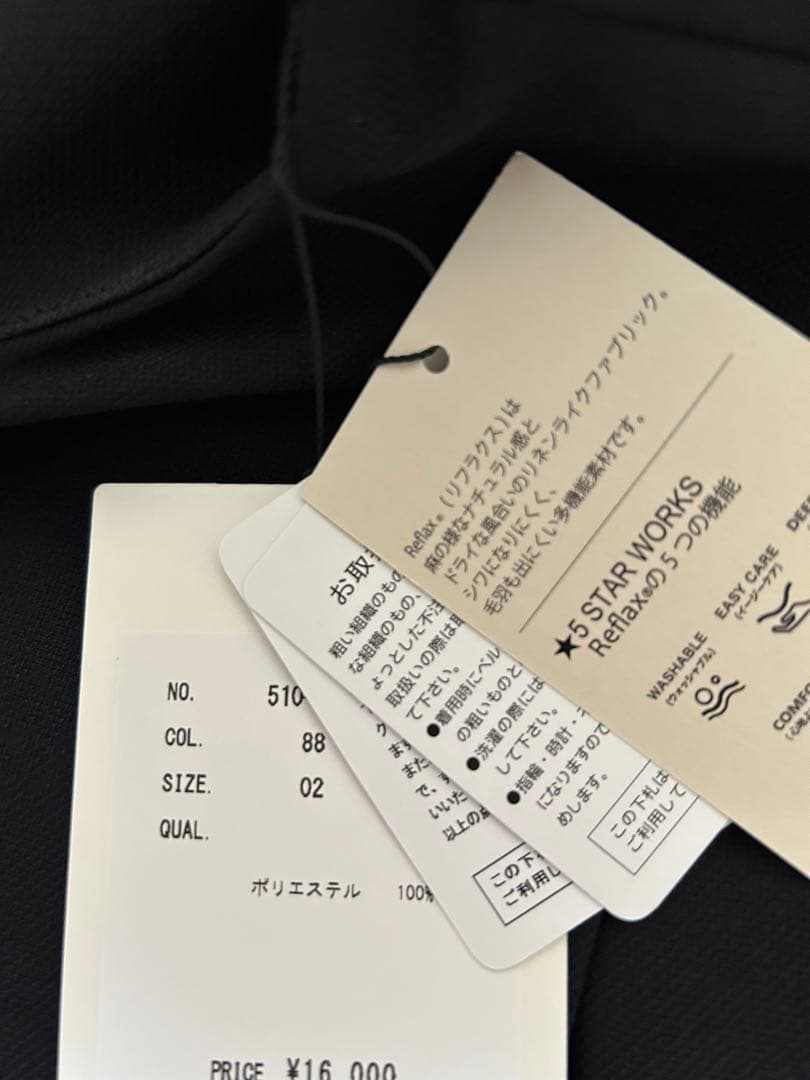 Reflax® (リフラクス)は
麻の様なナチュラル感と
ドライな風合いのリネンライクファブリック。
シワになりにくく、
毛羽も出にくい多機能素材です。
★5 STAR WORKS
Reflax®の5つの機能
WASHABLE
(ウォッシャブル)
EASY CARE
(イージーケア)
お取扱
粗い組織のもの
な組織のもの、
ょっとした不注
取扱いの際は
て下さい。
●着用時にベル
の粗いものと
●洗濯の際には
して下さい。
●指輪・時計・
になりますので
めします。
この下札は
ご利用して
また
で、
いいた
以上の点
この下
ご利用し
NO. 510
COL. 88
SIZE. 02
QUAL.
ポリエステル 100%
PRICE ¥16,000